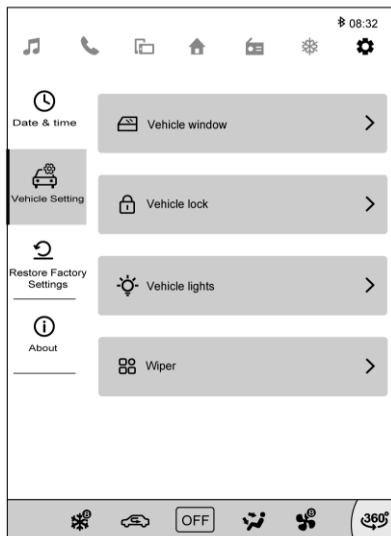 08:32
Date & time
Vehicle window
Vehicle Setting
Vehicle lock
Restore Factory
Settings
Vehicle lights
About
Wiper
OFF
360°